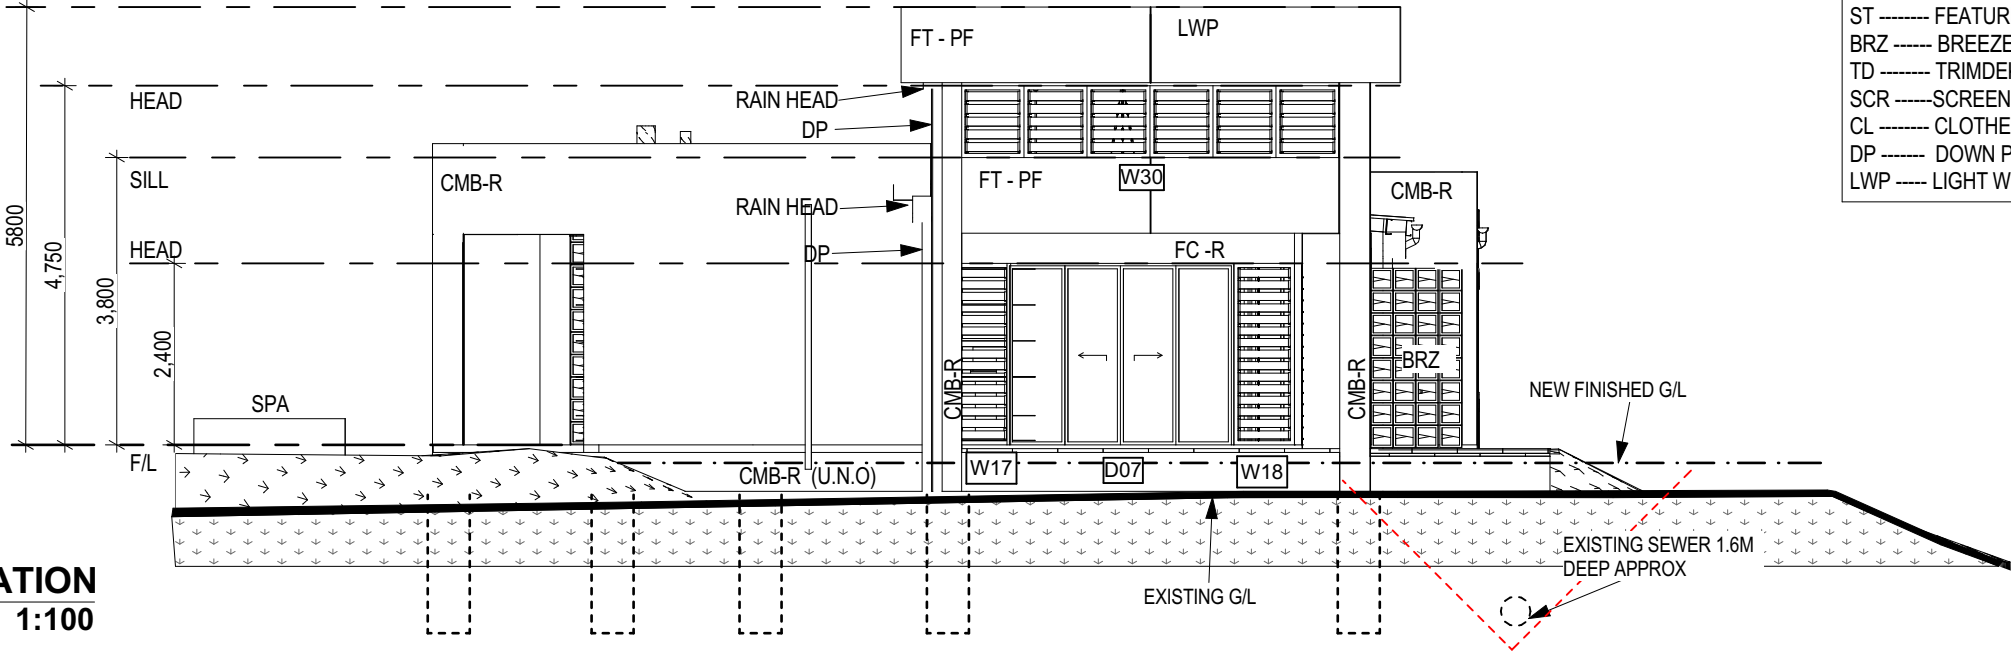 ST -------- FEATUR
BRZ ------ BREEZE
TD -------- TRIMDE
SCR ------SCREEN
CL -------- CLOTHE
DP ------- DOWN P
LWP ----- LIGHT W
FT - PF
LWP
HEAD
RAIN HEAD
DP
SILL
CMB-R
FT - PF
W30
CMB-R
RAIN HEAD
HEAD
DP
FC -R
5800
4,750
3,800
2,400
CMB-R
CMB-R
BRZ
SPA
NEW FINISHED G/L
F/L
CMB-R (U.N.O)
W17
D07
W18
EXISTING SEWER 1.6M
DEEP APPROX
EXISTING G/L
ATION
1:100